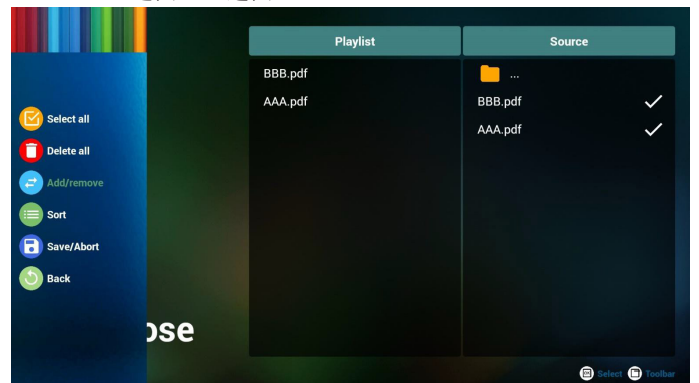 Playlist
Source
BBB.pdf
AAA.pdf
...
BBB.pdf
AAA.pdf
Select all
Delete all
Add/remove
Sort
Save/Abort
Back
ose
Select
Toolbar